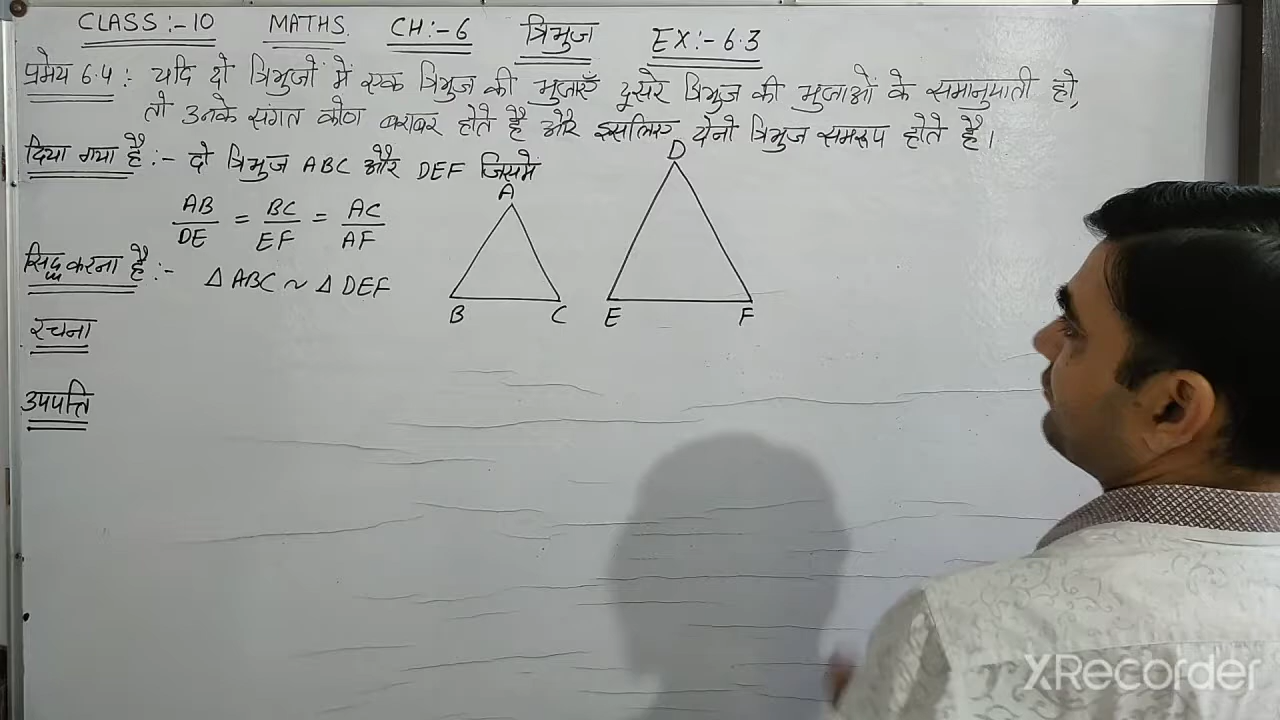 CLASS:-10 MATHS. CH:-6 त्रिभुज EX:-6.3
प्रमेय 6.4: यदि दो त्रिभुजों में एक त्रिभुज की भुजाएँ दूसरे त्रिभुज की भुजाओं के समानुपाती हो,
तो उनके संगत कोण बराबर होते है और इसलिए दोनो त्रिभुज समरूप होते है।
दिया गया है:- दो त्रिभुज ABC और DEF जिसमे
AB/DE = BC/EF = AC/AF
सिद्ध करना है:- Δ ABC ~ Δ DEF
रचना
उपपत्ति
A
B C
D
E F
XRecorder